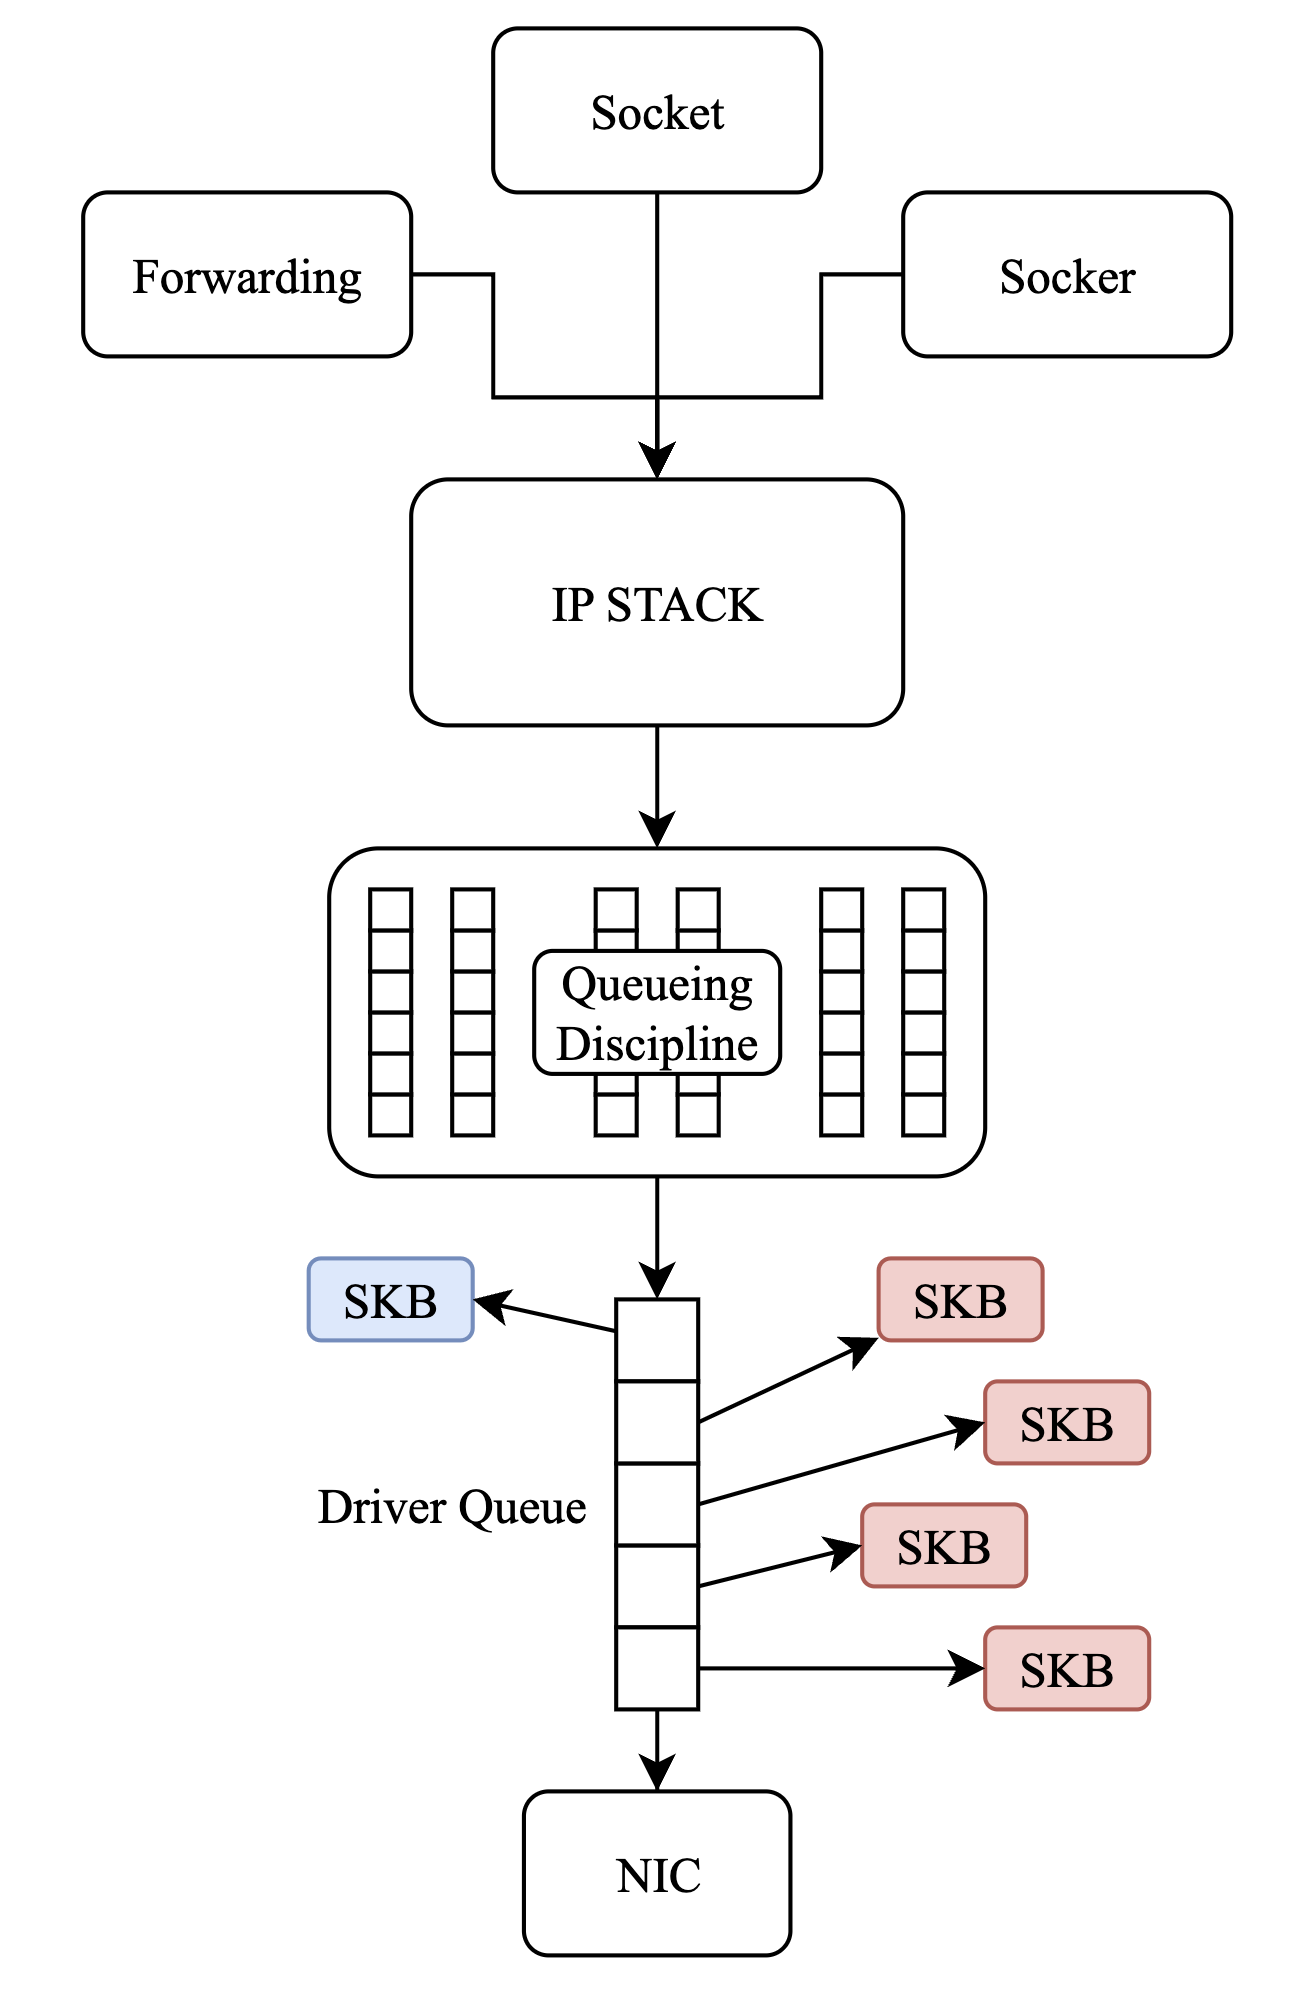 Socket
Forwarding
Socker
IP STACK
Queueing
Discipline
SKB
SKB
SKB
Driver Queue
SKB
SKB
NIC